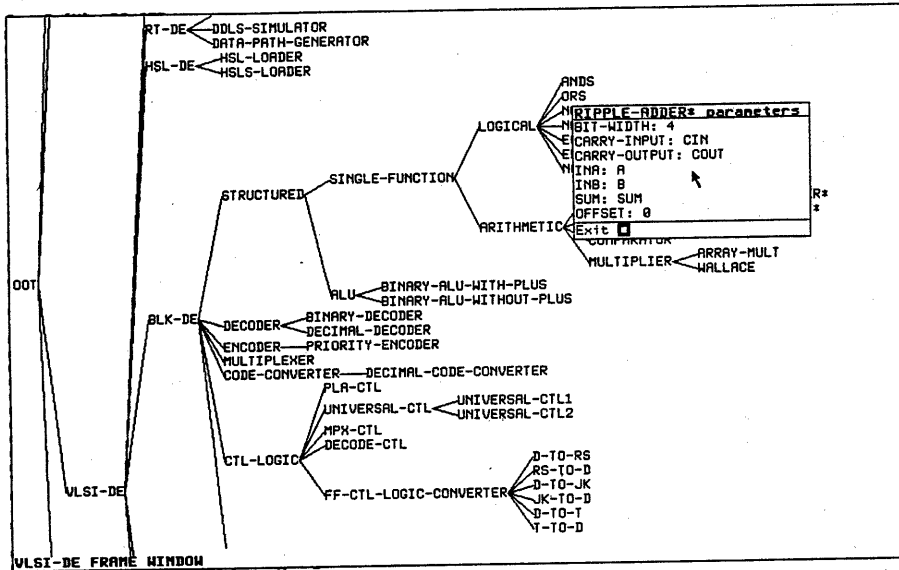 RT-DE
DDLS-SIMULATOR
DATA-PATH-GENERATOR
HSL-DE
HSL-LOADER
HSLS-LOADER
ANDS
ORS
LOGICAL
RIPPLE-ADDER* parameters
BIT-WIDTH: 4
CARRY-INPUT: CIN
CARRY-OUTPUT: COUT
INA: A
INB: B
SUM: SUM
OFFSET: 0
Exit
R*
*
SINGLE-FUNCTION
STRUCTURED
ARITHMETIC
COMPARATOR
MULTIPLIER
ARRAY-MULT
WALLACE
OOT
ALU
BINARY-ALU-WITH-PLUS
BINARY-ALU-WITHOUT-PLUS
BLK-DE
DECODER
BINARY-DECODER
DECIMAL-DECODER
ENCODER
PRIORITY-ENCODER
MULTIPLEXER
CODE-CONVERTER
DECIMAL-CODE-CONVERTER
PLA-CTL
UNIVERSAL-CTL
UNIVERSAL-CTL1
UNIVERSAL-CTL2
MPX-CTL
DECODE-CTL
CTL-LOGIC
FF-CTL-LOGIC-CONVERTER
D-TO-RS
RS-TO-D
D-TO-JK
JK-TO-D
D-TO-T
T-TO-D
VLSI-DE
VLSI-DE FRAME WINDOW